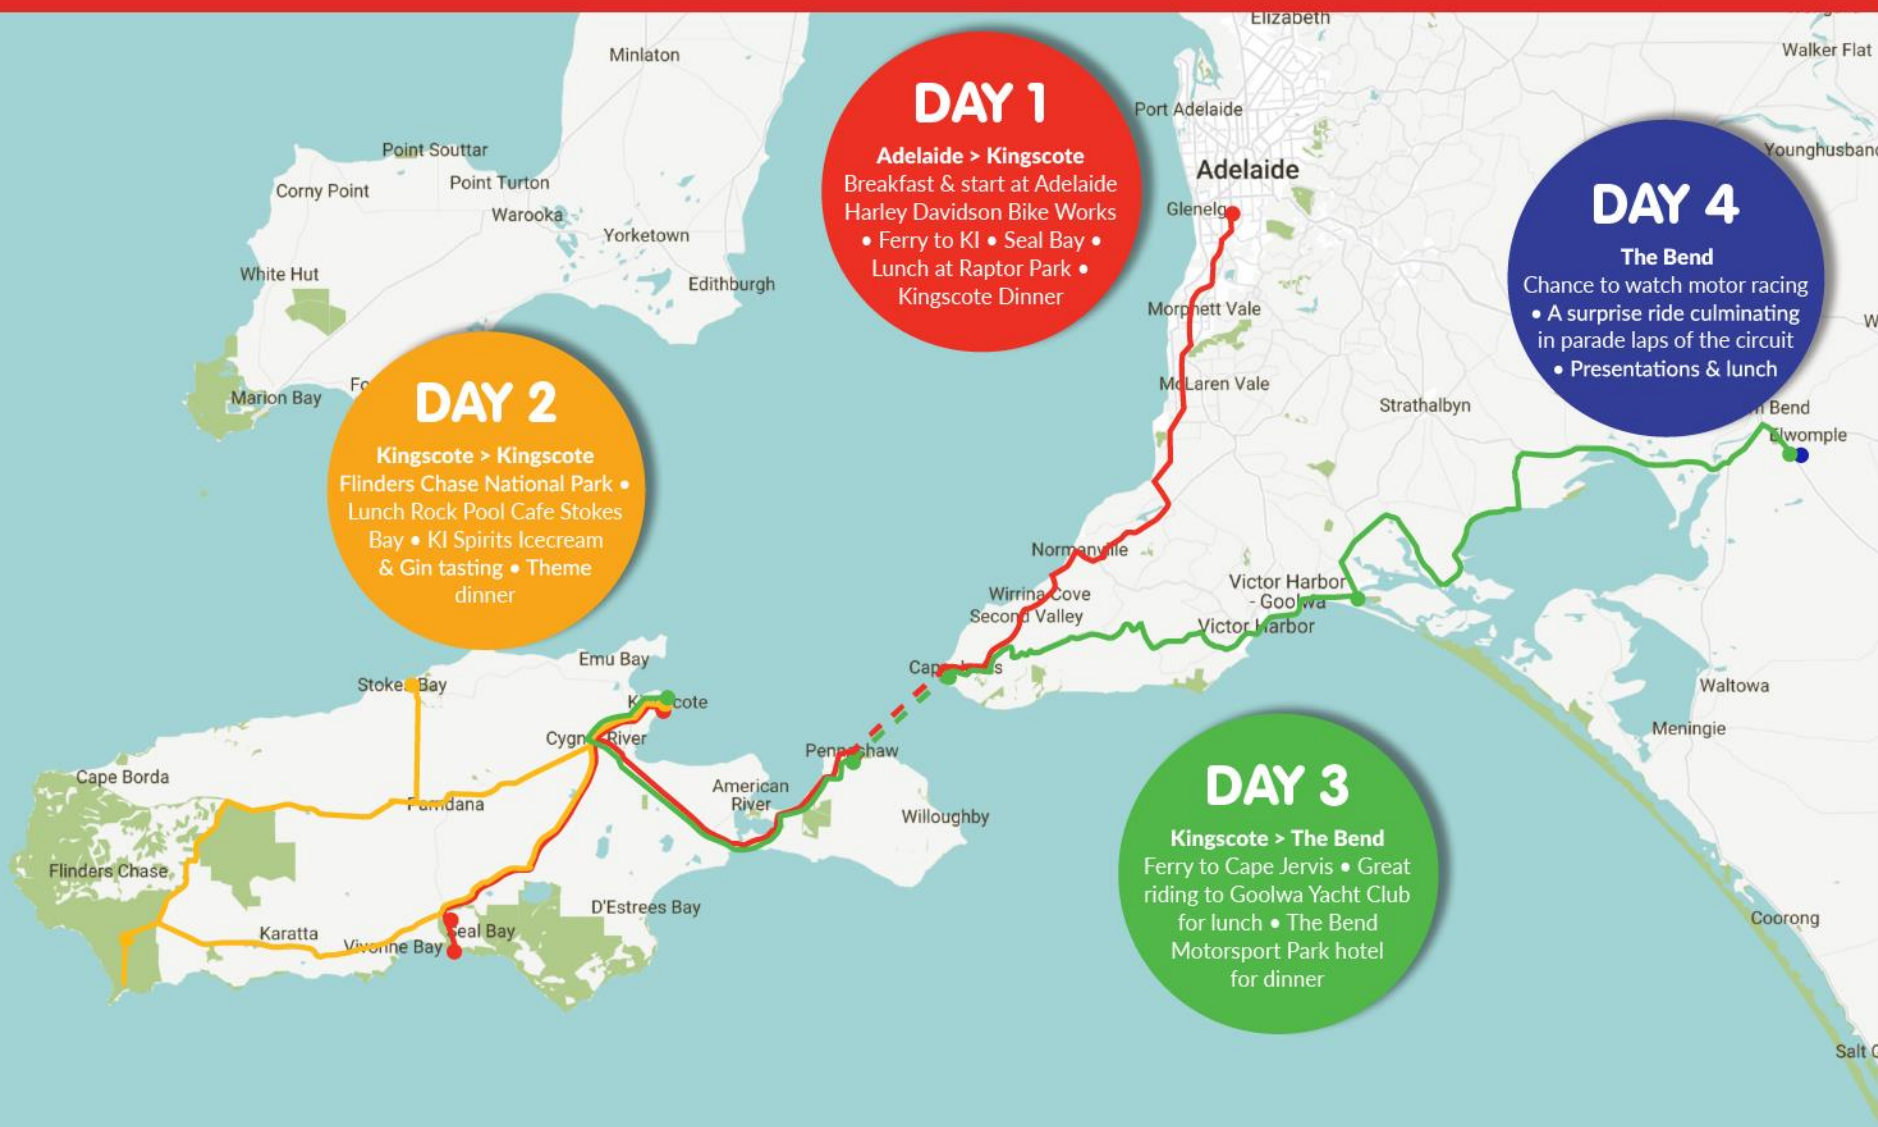 Elizabeth
Walker Flat
Minlaton
Port Adelaide
Point Souttar
Adelaide
Corny Point
Point Turton
Warooka
Glenelg
Yorketown
White Hut
Edithburgh
Morphett Vale
Marion Bay
McLaren Vale
Strathalbyn
Bend
Elwomple
DAY 1
Adelaide > Kingscote
Breakfast & start at Adelaide
Harley Davidson Bike Works
• Ferry to KI • Seal Bay •
Lunch at Raptor Park •
Kingscote Dinner
DAY 4
The Bend
Chance to watch motor racing
• A surprise ride culminating
in parade laps of the circuit
• Presentations & lunch
DAY 2
Kingscote > Kingscote
Flinders Chase National Park •
Lunch Rock Pool Cafe Stokes
Bay • KI Spirits Icecream
& Gin tasting • Theme
dinner
Normanville
Wirrina Cove
Second Valley
Victor Harbor
- Goolwa
Victor Harbor
Emu Bay
Stokes Bay
Waltowa
Meningie
Cape Borda
American
River
Willoughby
Flinders Chase
D'Estrees Bay
Karatta
Vivonne Bay
Seal Bay
Coorong
DAY 3
Kingscote > The Bend
Ferry to Cape Jervis • Great
riding to Goolwa Yacht Club
for lunch • The Bend
Motorsport Park hotel
for dinner